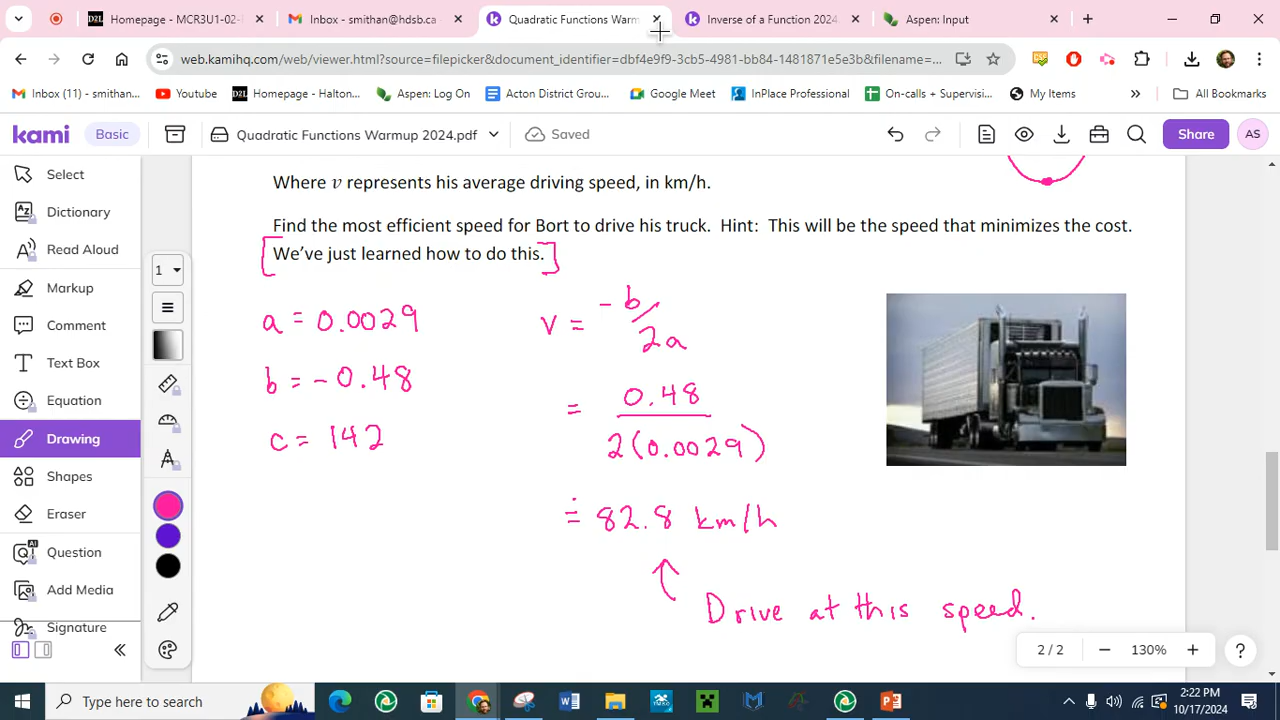 Homepage - MCR3U1-02-
Inbox - smithan@hdsb.ca -
Quadratic Functions Warm
Inverse of a Function 2024
Aspen: Input
web.kamihq.com/web/viewer.html?source=filepicker&document_identifier=dbf4e9f9-3cb5-4981-bb84-1481871e5e3b&filename=...
Inbox (11) - smithan...
YouTube
Homepage - Halton...
Aspen: Log On
Acton District Grou...
Google Meet
InPlace Professional
On-calls + Supervisi...
My Items
All Bookmarks
kami
Basic
Quadratic Functions Warmup 2024.pdf
Saved
Share
AS
Select
Dictionary
Read Aloud
Markup
Comment
Text Box
Equation
Drawing
Shapes
Eraser
Question
Add Media
Signature
1
Where v represents his average driving speed, in km/h.
Find the most efficient speed for Bort to drive his truck. Hint: This will be the speed that minimizes the cost.
[We've just learned how to do this.]
a = 0.0029
b = - 0.48
c = 142
v = -b/2a
= 0.48
2(0.0029)
≐ 82.8 km/h
Drive at this speed.
2 / 2
130%
Type here to search
2:22 PM
10/17/2024